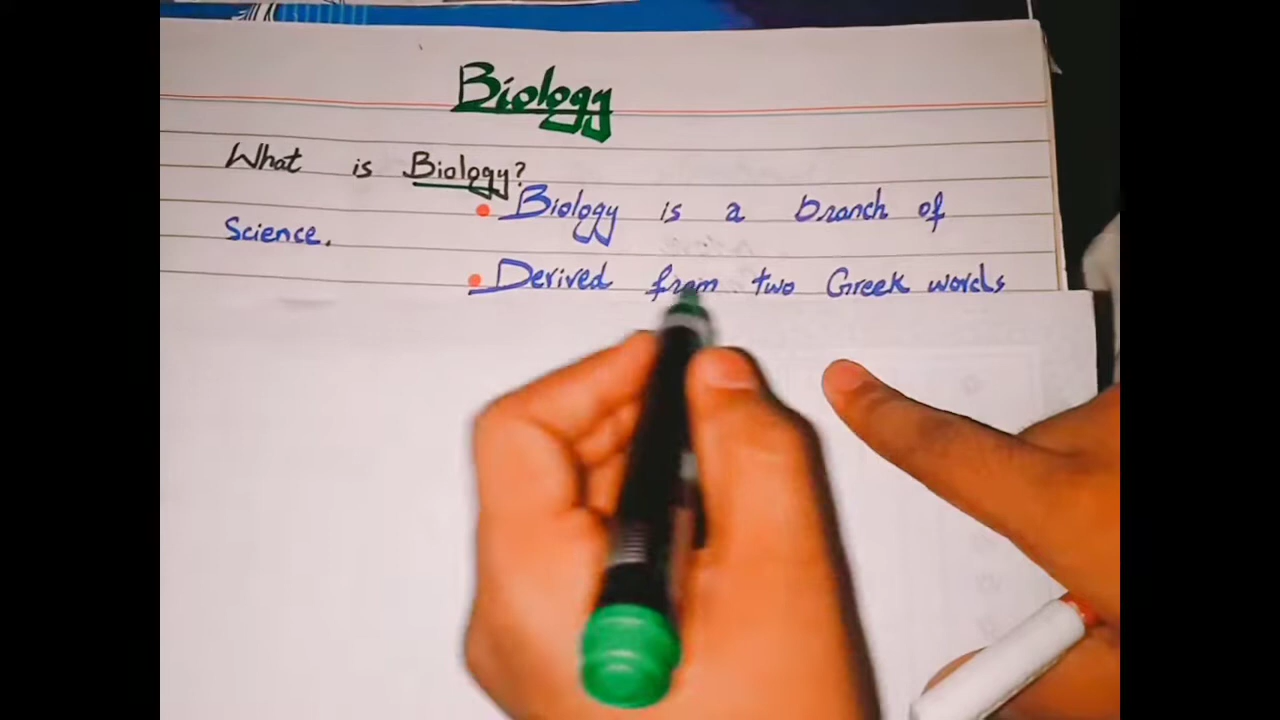 Biology
What is Biology?
• Biology is a branch of
Science.
• Derived from two Greek words